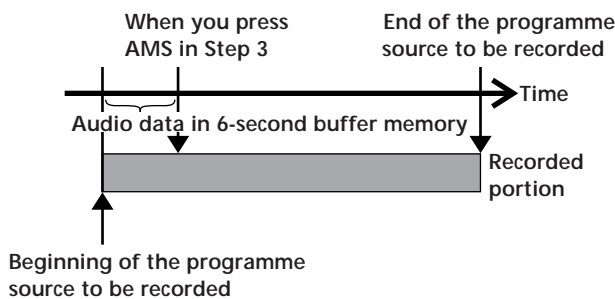 When you press
AMS in Step 3
End of the programme
source to be recorded
Time
Audio data in 6-second buffer memory
Recorded
portion
Beginning of the programme
source to be recorded